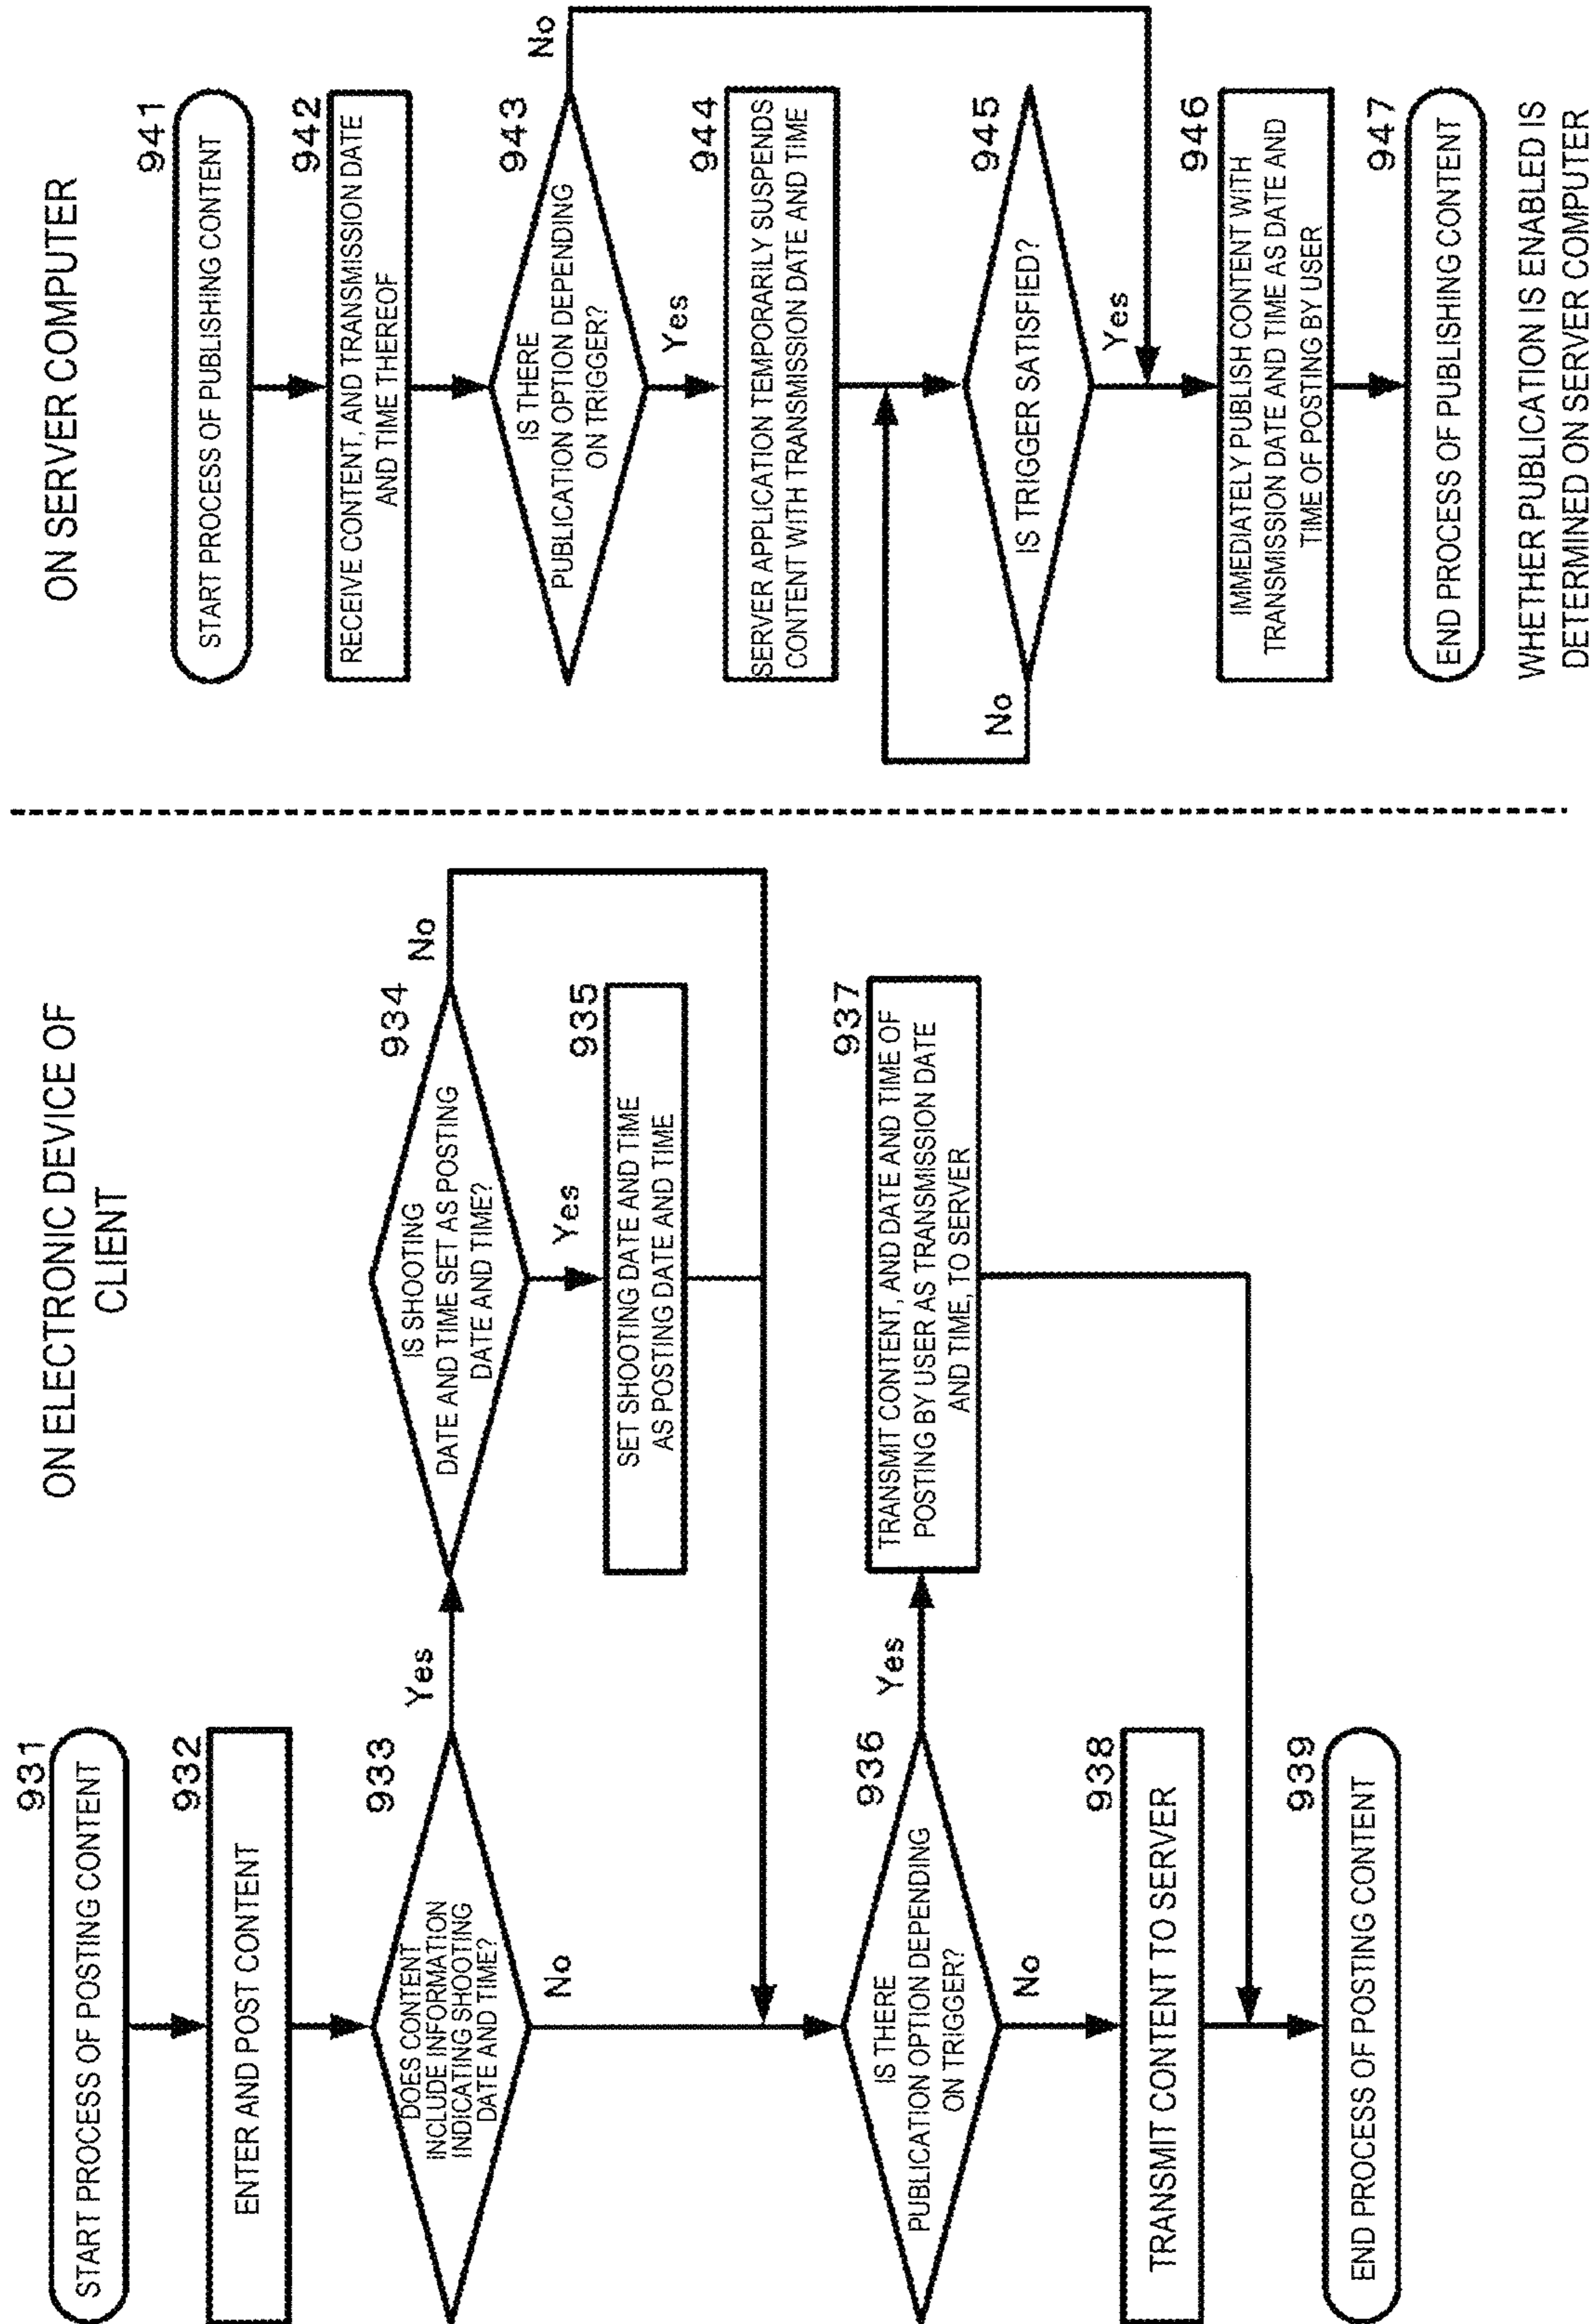 ON ELECTRONIC DEVICE OF
CLIENT
931
START PROCESS OF POSTING CONTENT
932
ENTER AND POST CONTENT
933
DOES CONTENT
INCLUDE INFORMATION
INDICATING SHOOTING
DATE AND TIME?
Yes
No
934
IS SHOOTING
DATE AND TIME SET AS POSTING
DATE AND TIME?
No
Yes
935
SET SHOOTING DATE AND TIME
AS POSTING DATE AND TIME
936
IS THERE
PUBLICATION OPTION DEPENDING
ON TRIGGER?
Yes
No
937
TRANSMIT CONTENT, AND DATE AND TIME OF
POSTING BY USER AS TRANSMISSION DATE
AND TIME, TO SERVER
938
TRANSMIT CONTENT TO SERVER
939
END PROCESS OF POSTING CONTENT
ON SERVER COMPUTER
941
START PROCESS OF PUBLISHING CONTENT
942
RECEIVE CONTENT, AND TRANSMISSION DATE
AND TIME THEREOF
943
IS THERE
PUBLICATION OPTION DEPENDING
ON TRIGGER?
No
Yes
944
SERVER APPLICATION TEMPORARILY SUSPENDS
CONTENT WITH TRANSMISSION DATE AND TIME
945
IS TRIGGER SATISFIED?
No
Yes
946
IMMEDIATELY PUBLISH CONTENT WITH
TRANSMISSION DATE AND TIME AS DATE AND
TIME OF POSTING BY USER
947
END PROCESS OF PUBLISHING CONTENT
WHETHER PUBLICATION IS ENABLED IS
DETERMINED ON SERVER COMPUTER